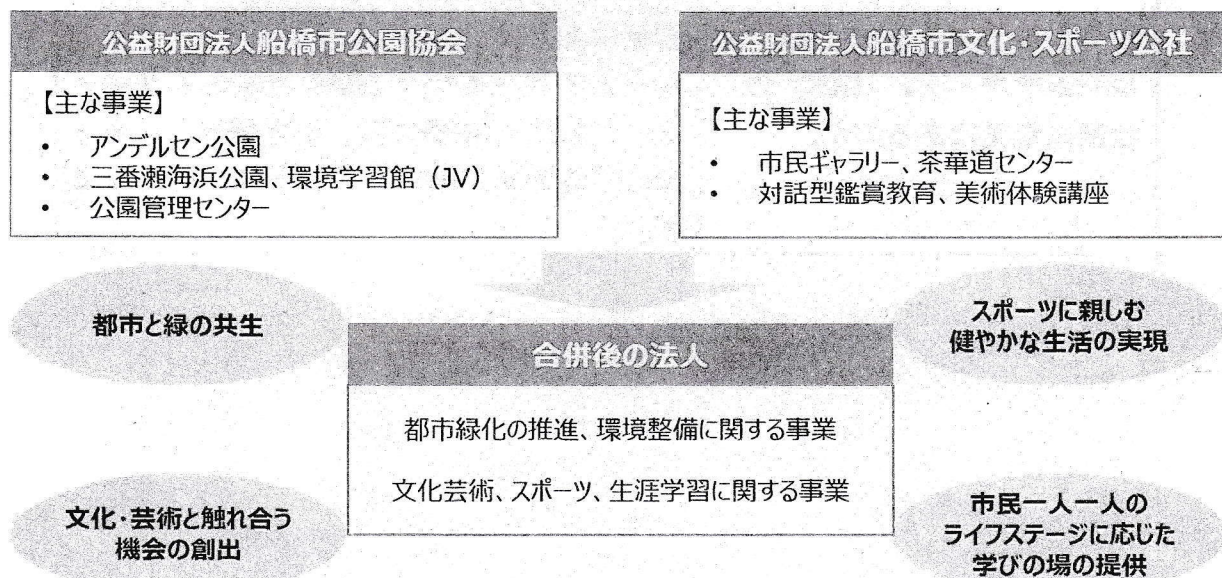 公益財団法人船橋市公園協会
【主な事業】
• アンデルセン公園
• 三番瀬海浜公園、環境学習館（JV）
• 公園管理センター
公益財団法人船橋市文化・スポーツ公社
【主な事業】
• 市民ギャラリー、茶華道センター
• 対話型鑑賞教育、美術体験講座
都市と緑の共生
スポーツに親しむ
健やかな生活の実現
合併後の法人
都市緑化の推進、環境整備に関する事業
文化芸術、スポーツ、生涯学習に関する事業
文化・芸術と触れ合う
機会の創出
市民一人一人の
ライフステージに応じた
学びの場の提供